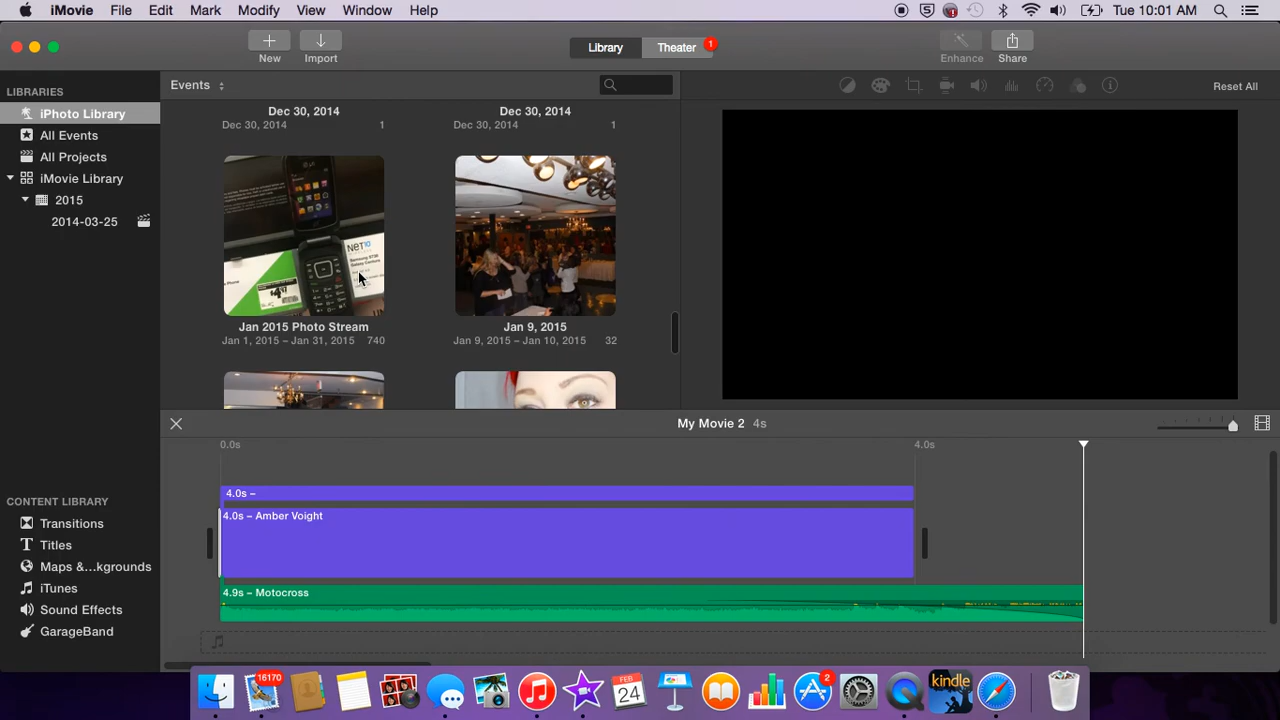 iMovie File Edit Mark Modify View Window Help Tue 10:01 AM
New Import Library Theater 1 Enhance Share
LIBRARIES
iPhoto Library
All Events
All Projects
iMovie Library
2015
2014-03-25
Events
Reset All
Dec 30, 2014
Dec 30, 2014 1
Dec 30, 2014
Dec 30, 2014 1
NET10
Jan 2015 Photo Stream
Jan 1, 2015 – Jan 31, 2015 740
Jan 9, 2015
Jan 9, 2015 – Jan 10, 2015 32
My Movie 2 4s
0.0s 4.0s
4.0s –
4.0s – Amber Voight
4.9s – Motocross
CONTENT LIBRARY
Transitions
Titles
Maps &...kgrounds
iTunes
Sound Effects
GarageBand
16170
FEB
24
2
kindle